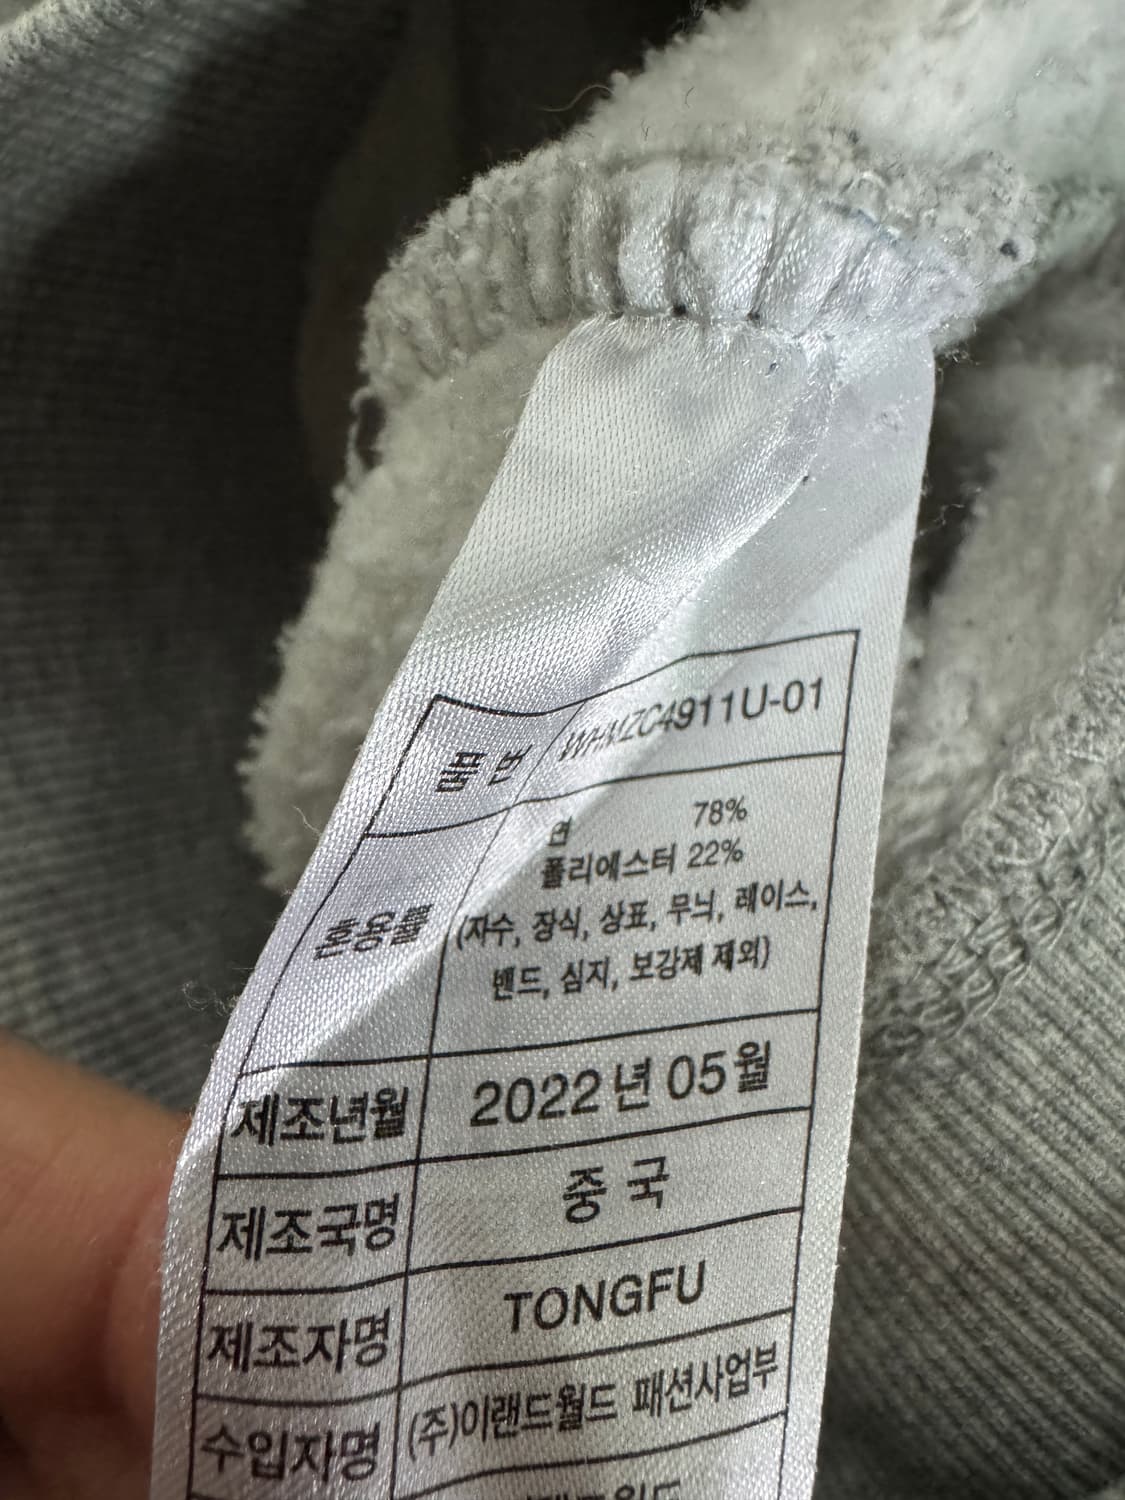 품 번 WHMZC4911U-01
혼용률 면 78%
폴리에스터 22%
(자수, 장식, 상표, 무늬, 레이스,
밴드, 심지, 보강제 제외)
제조년월 2022년 05월
제조국명 중 국
제조자명 TONGFU
수입자명 (주)이랜드월드 패션사업부